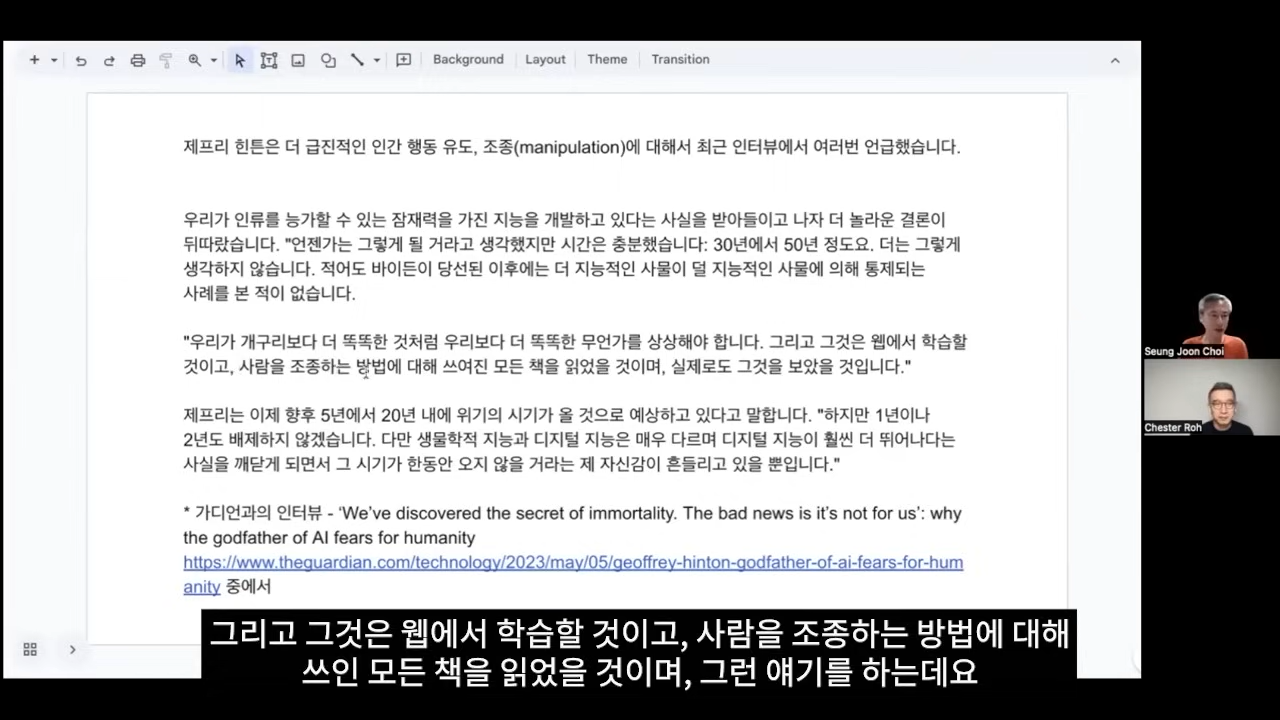 Background Layout Theme Transition
제프리 힌튼은 더 급진적인 인간 행동 유도, 조종(manipulation)에 대해서 최근 인터뷰에서 여러번 언급했습니다.
우리가 인류를 능가할 수 있는 잠재력을 가진 지능을 개발하고 있다는 사실을 받아들이고 나자 더 놀라운 결론이
뒤따랐습니다. "언젠가는 그렇게 될 거라고 생각했지만 시간은 충분했습니다: 30년에서 50년 정도요. 더는 그렇게
생각하지 않습니다. 적어도 바이든이 당선된 이후에는 더 지능적인 사물이 덜 지능적인 사물에 의해 통제되는
사례를 본 적이 없습니다.
"우리가 개구리보다 더 똑똑한 것처럼 우리보다 더 똑똑한 무언가를 상상해야 합니다. 그리고 그것은 웹에서 학습할
것이고, 사람을 조종하는 방법에 대해 쓰여진 모든 책을 읽었을 것이며, 실제로도 그것을 보았을 것입니다."
제프리는 이제 향후 5년에서 20년 내에 위기의 시기가 올 것으로 예상하고 있다고 말합니다. "하지만 1년이나
2년도 배제하지 않겠습니다. 다만 생물학적 지능과 디지털 지능은 매우 다르며 디지털 지능이 훨씬 더 뛰어나다는
사실을 깨닫게 되면서 그 시기가 한동안 오지 않을 거라는 제 자신감이 흔들리고 있을 뿐입니다."
* 가디언과의 인터뷰 - ‘We’ve discovered the secret of immortality. The bad news is it’s not for us’: why
the godfather of AI fears for humanity
https://www.theguardian.com/technology/2023/may/05/geoffrey-hinton-godfather-of-ai-fears-for-hum
anity 중에서
Seung Joon Choi
Chester Roh
그리고 그것은 웹에서 학습할 것이고, 사람을 조종하는 방법에 대해
쓰인 모든 책을 읽었을 것이며, 그런 얘기를 하는데요